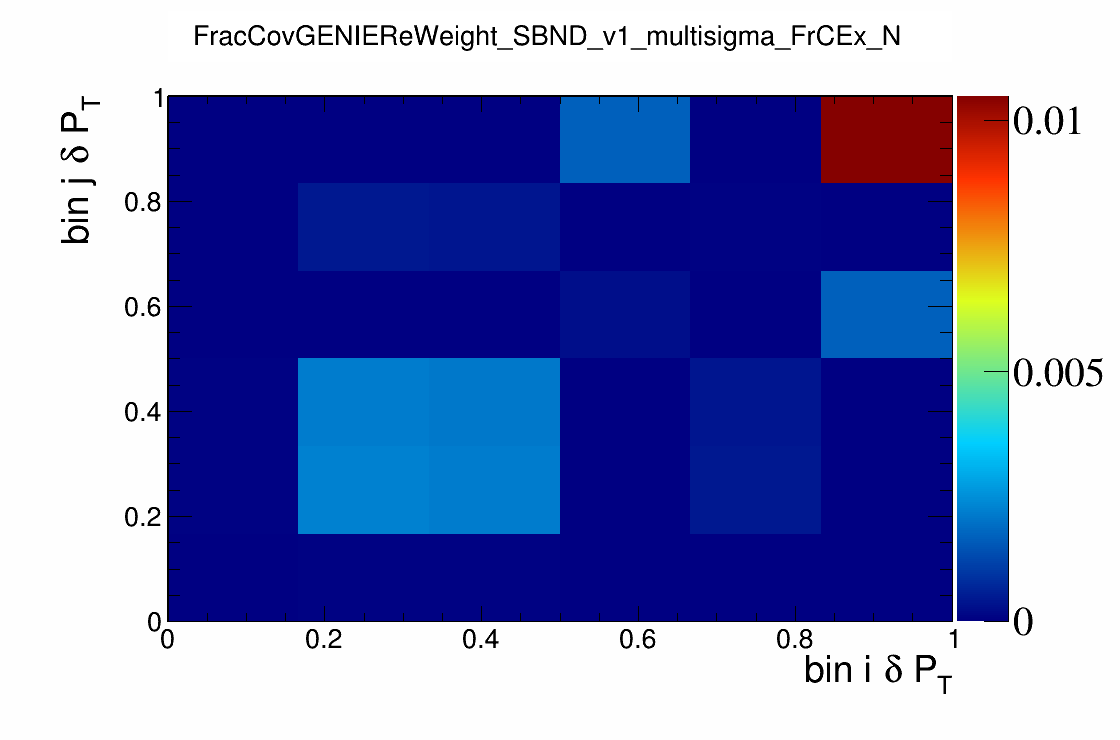 FracCovGENIEReWeight_SBND_v1_multisigma_FrCEx_N
bin j δ P_T
1
0.8
0.6
0.4
0.2
0
0 0.2 0.4 0.6 0.8 1
bin i δ P_T
0.01
0.005
0